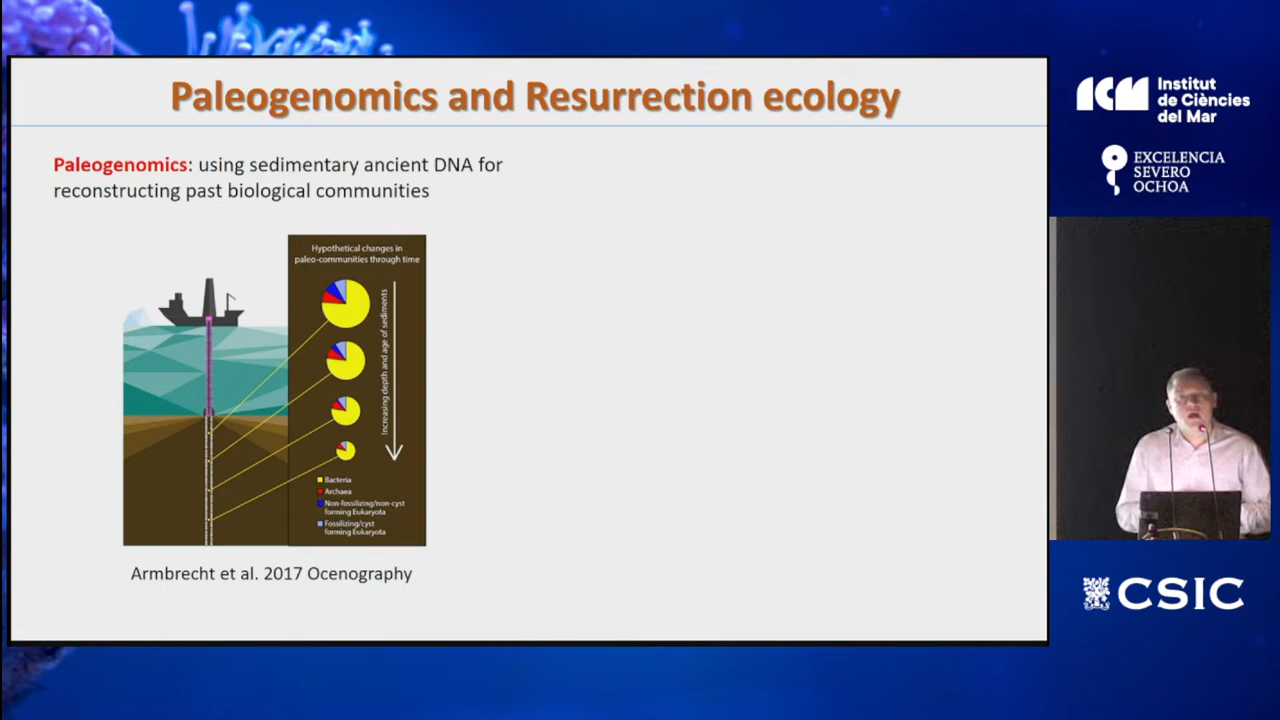 Paleogenomics and Resurrection ecology
Paleogenomics: using sedimentary ancient DNA for
reconstructing past biological communities
Hypothetical changes in
paleo-communities through time
Increasing depth and age of sediments
Bacteria
Archaea
Non-fossilizing/non-cyst
forming Eukaryota
Fossilizing/cyst
forming Eukaryota
Armbrecht et al. 2017 Ocenography
ICM
Institut
de Ciències
del Mar
EXCELENCIA
SEVERO
OCHOA
CSIC